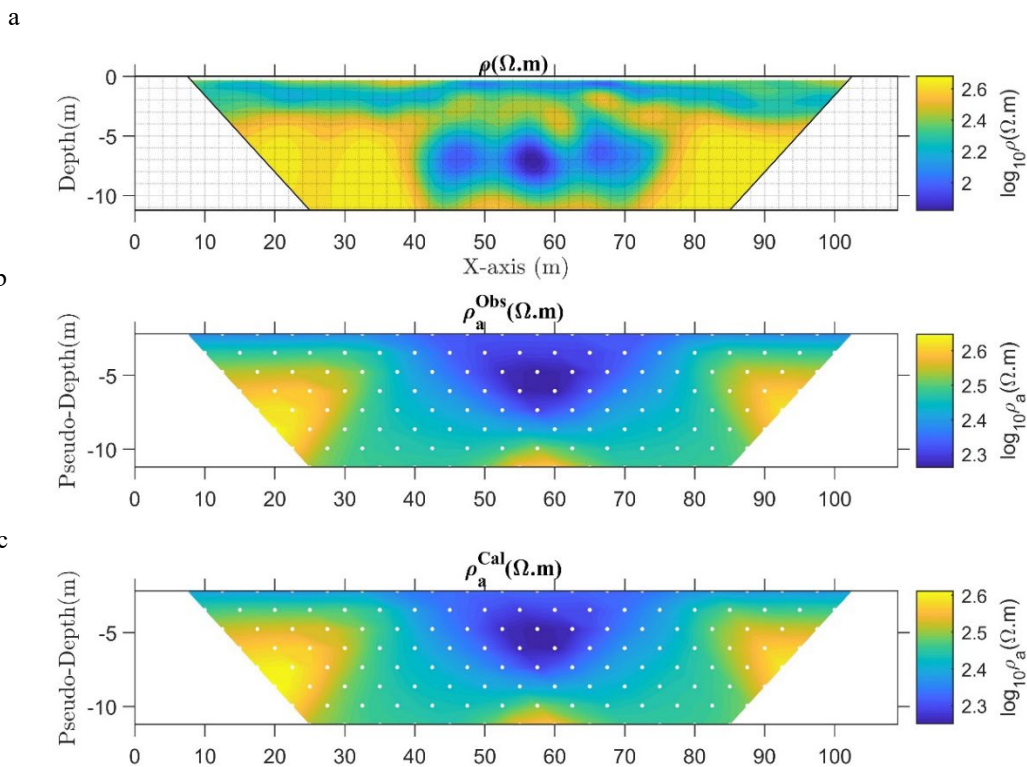 a
ρ(Ω.m)
0
-5
-10
Depth(m)
0 10 20 30 40 50 60 70 80 90 100
X-axis (m)
2.6
2.4
2.2
2
log10ρ(Ω.m)
b
ρaObs(Ω.m)
-5
-10
Pseudo-Depth(m)
0 10 20 30 40 50 60 70 80 90 100
2.6
2.5
2.4
2.3
log10ρa(Ω.m)
c
ρaCal(Ω.m)
-5
-10
Pseudo-Depth(m)
0 10 20 30 40 50 60 70 80 90 100
2.6
2.5
2.4
2.3
log10ρa(Ω.m)